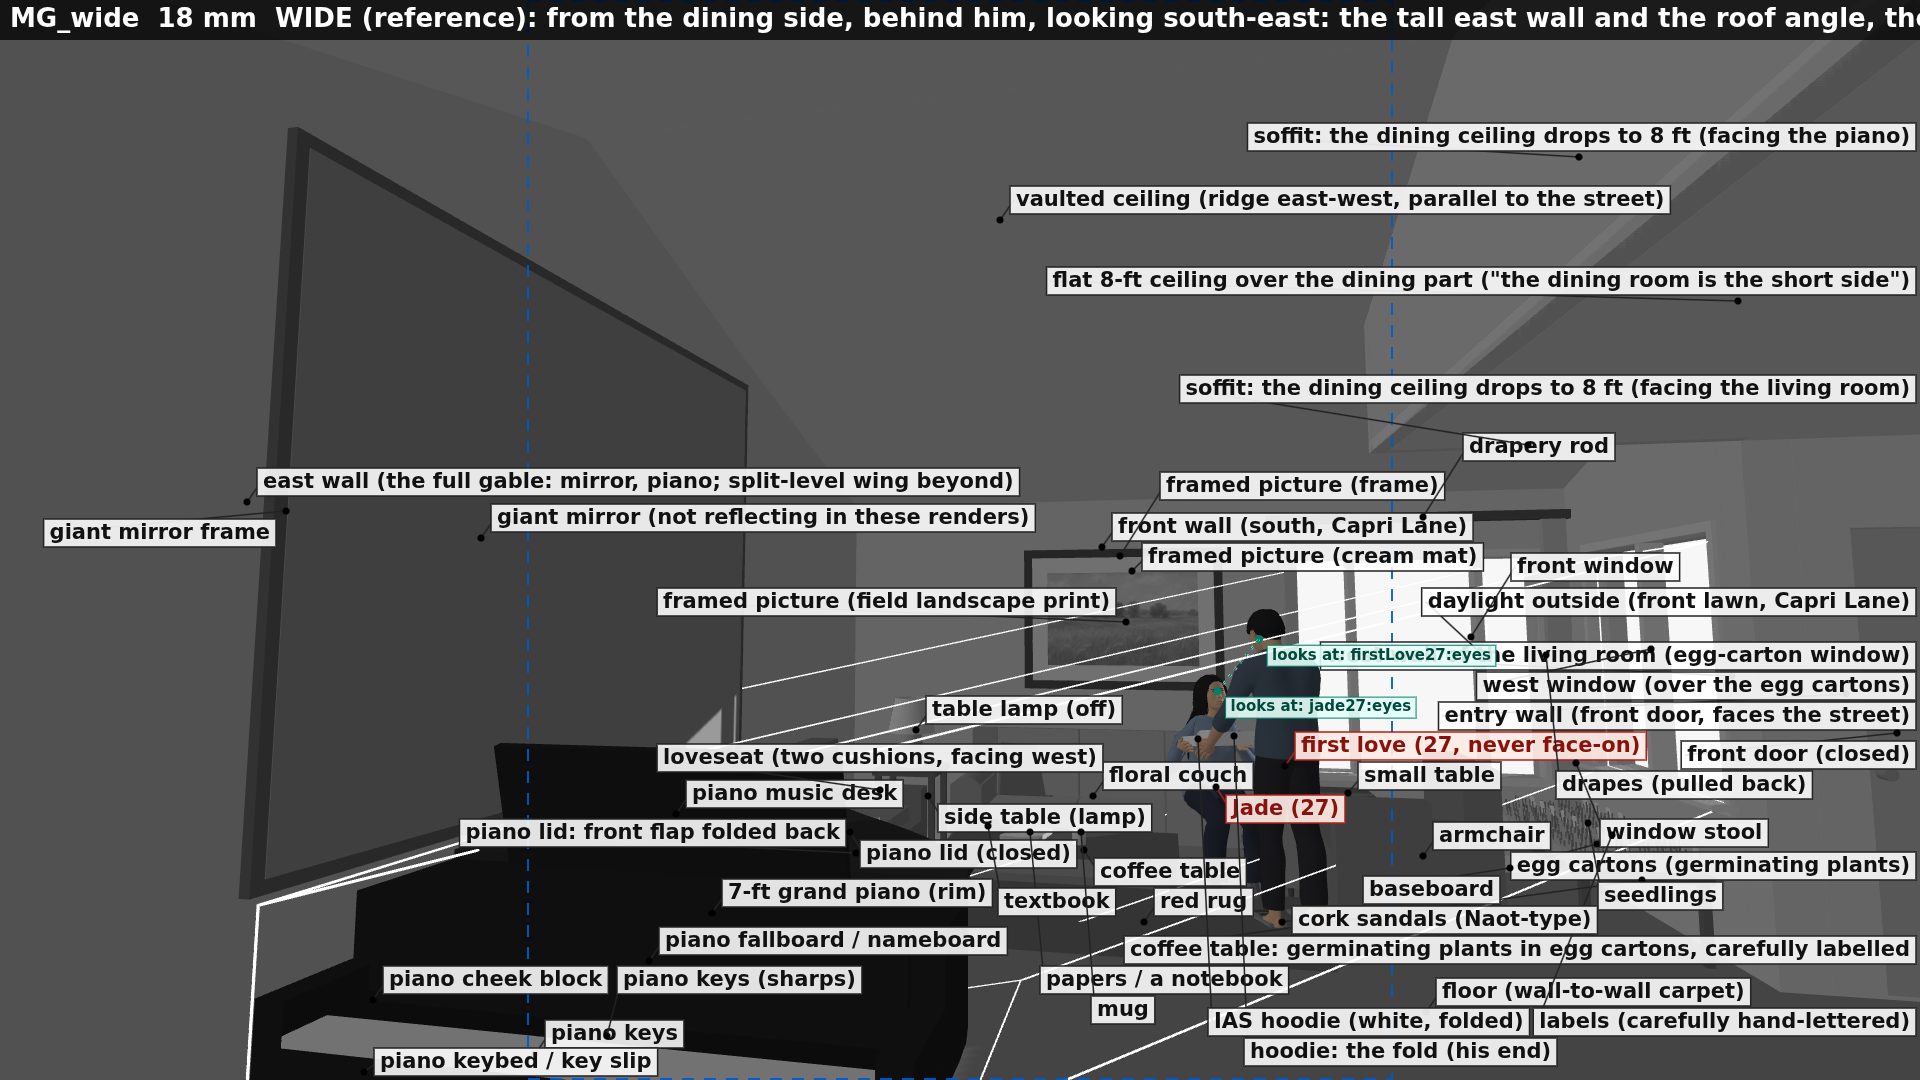 MG_wide 18 mm WIDE (reference): from the dining side, behind him, looking south-east: the tall east wall and the roof angle, the
soffit: the dining ceiling drops to 8 ft (facing the piano)
vaulted ceiling (ridge east-west, parallel to the street)
flat 8-ft ceiling over the dining part ("the dining room is the short side")
soffit: the dining ceiling drops to 8 ft (facing the living room)
drapery rod
east wall (the full gable: mirror, piano; split-level wing beyond)
framed picture (frame)
giant mirror frame
giant mirror (not reflecting in these renders)
front wall (south, Capri Lane)
framed picture (cream mat)
front window
framed picture (field landscape print)
daylight outside (front lawn, Capri Lane)
looks at: firstLove27:eyes
living room (egg-carton window)
west window (over the egg cartons)
table lamp (off)
looks at: jade27:eyes
entry wall (front door, faces the street)
first love (27, never face-on)
loveseat (two cushions, facing west)
front door (closed)
floral couch
small table
drapes (pulled back)
piano music desk
side table (lamp)
Jade (27)
piano lid: front flap folded back
armchair
window stool
piano lid (closed)
coffee table
egg cartons (germinating plants)
7-ft grand piano (rim)
textbook
red rug
baseboard
seedlings
cork sandals (Naot-type)
piano fallboard / nameboard
coffee table: germinating plants in egg cartons, carefully labelled
piano cheek block
piano keys (sharps)
papers / a notebook
floor (wall-to-wall carpet)
mug
IAS hoodie (white, folded)
labels (carefully hand-lettered)
piano keys
hoodie: the fold (his end)
piano keybed / key slip